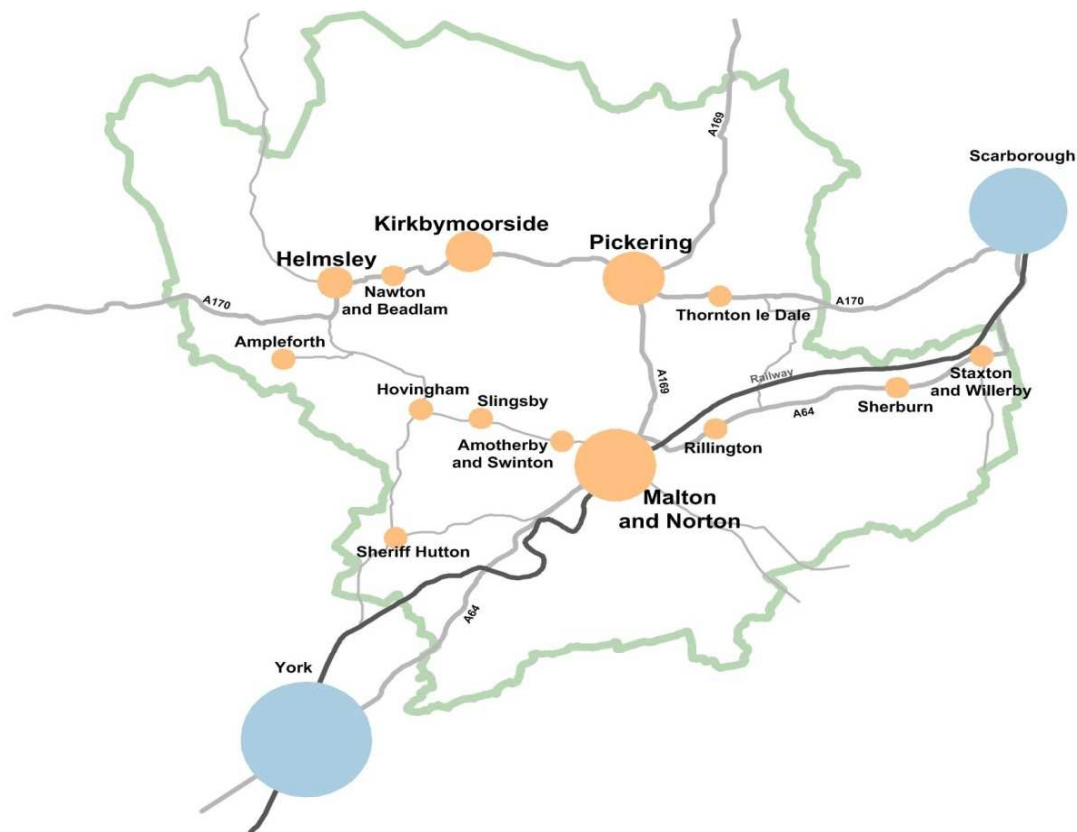 Scarborough
A169
Kirkbymoorside
Pickering
Helmsley
Nawton
and Beadlam
A170
Thornton le Dale
A170
Ampleforth
Railway
A169
Staxton
and Willerby
Hovingham
Slingsby
Sherburn
A64
Amotherby
and Swinton
Rillington
Malton
and Norton
Sheriff Hutton
A64
York